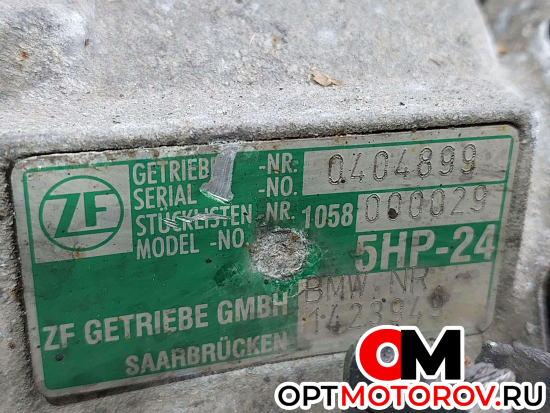 ZF
GETRIEBE -NR. 0404899
SERIAL -NO.
STÜCKLISTEN-NR. 1058 000029
MODEL -NO
5HP-24
BMW NR
ZF GETRIEBE GMBH
SAARBRÜCKEN
OM
OPTMOTOROV.RU